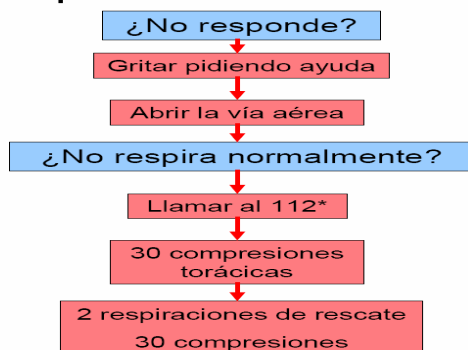 ¿No responde?
Gritar pidiendo ayuda
Abrir la vía aérea
¿No respira normalmente?
Llamar al 112*
30 compresiones
torácicas
2 respiraciones de rescate
30 compresiones